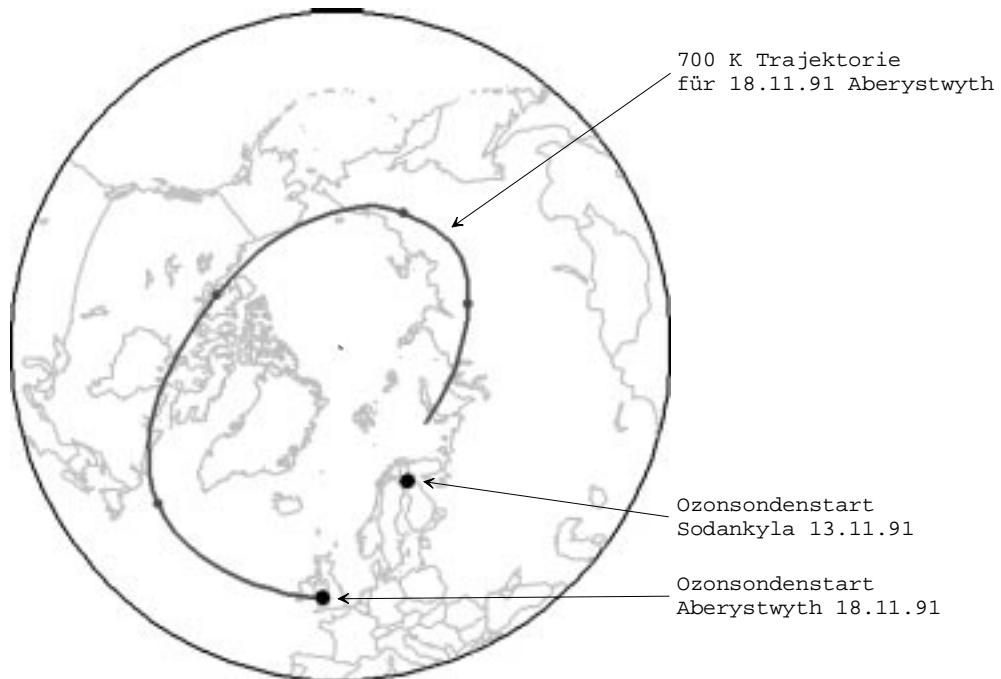 700 K Trajektorie
für 18.11.91 Aberystwyth
Ozonsondenstart
Sodankyla 13.11.91
Ozonsondenstart
Aberystwyth 18.11.91